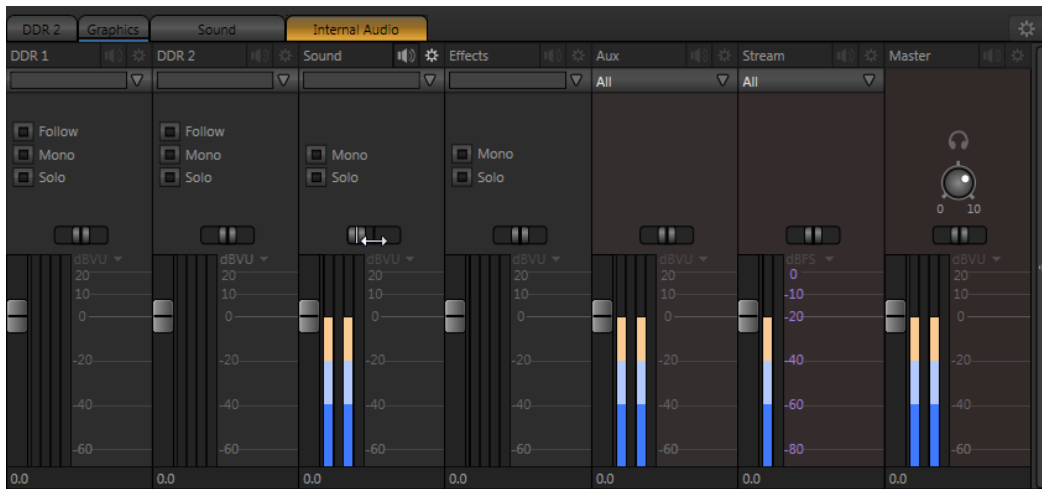 DDR 2 Graphics Sound Internal Audio
DDR 1 DDR 2 Sound Effects Aux Stream Master
All All
Follow Follow
Mono Mono Mono Mono
Solo Solo Solo Solo
0 10
dBVU dBVU dBVU dBVU dBVU dBFS dBVU
20 20 20 20 20 0 20
10 10 10 10 10 -10 10
0 0 0 0 0 -20 0
-20 -20 -20 -20 -20 -40 -20
-40 -40 -40 -40 -40 -60 -40
-60 -60 -60 -60 -60 -80 -60
0.0 0.0 0.0 0.0 0.0 0.0 0.0